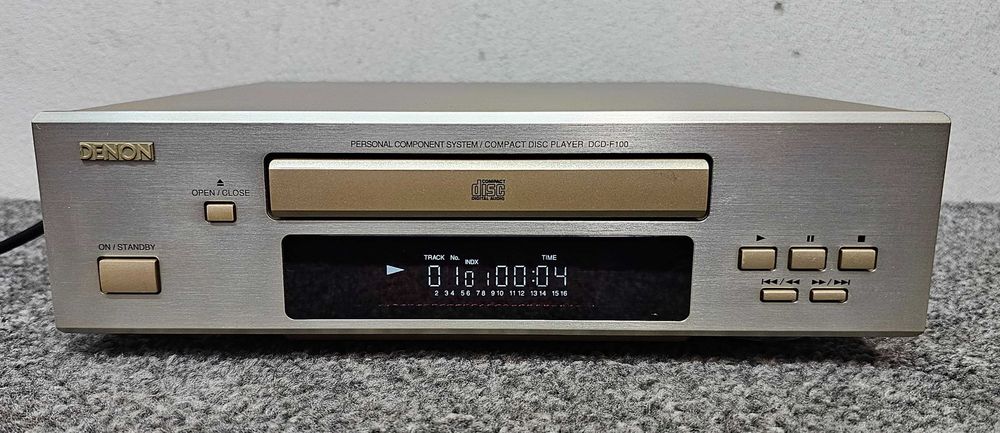 DENON
PERSONAL COMPONENT SYSTEM / COMPACT DISC PLAYER DCD-F100
OPEN / CLOSE
COMPACT
disc
DIGITAL AUDIO
ON / STANDBY
TRACK No. INDX TIME
01 01 00:04
2 3 4 5 6 7 8 9 10 11 12 13 14 15 16